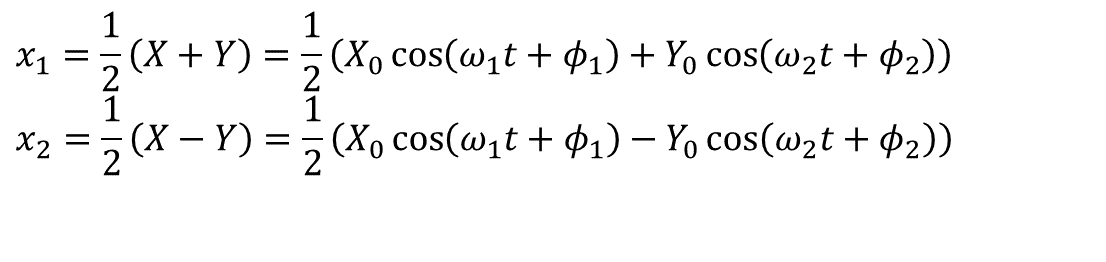 x₁ = 1/2 (X + Y) = 1/2 (X₀ cos(ω₁t + ϕ₁) + Y₀ cos(ω₂t + ϕ₂))
x₂ = 1/2 (X − Y) = 1/2 (X₀ cos(ω₁t + ϕ₁) − Y₀ cos(ω₂t + ϕ₂))